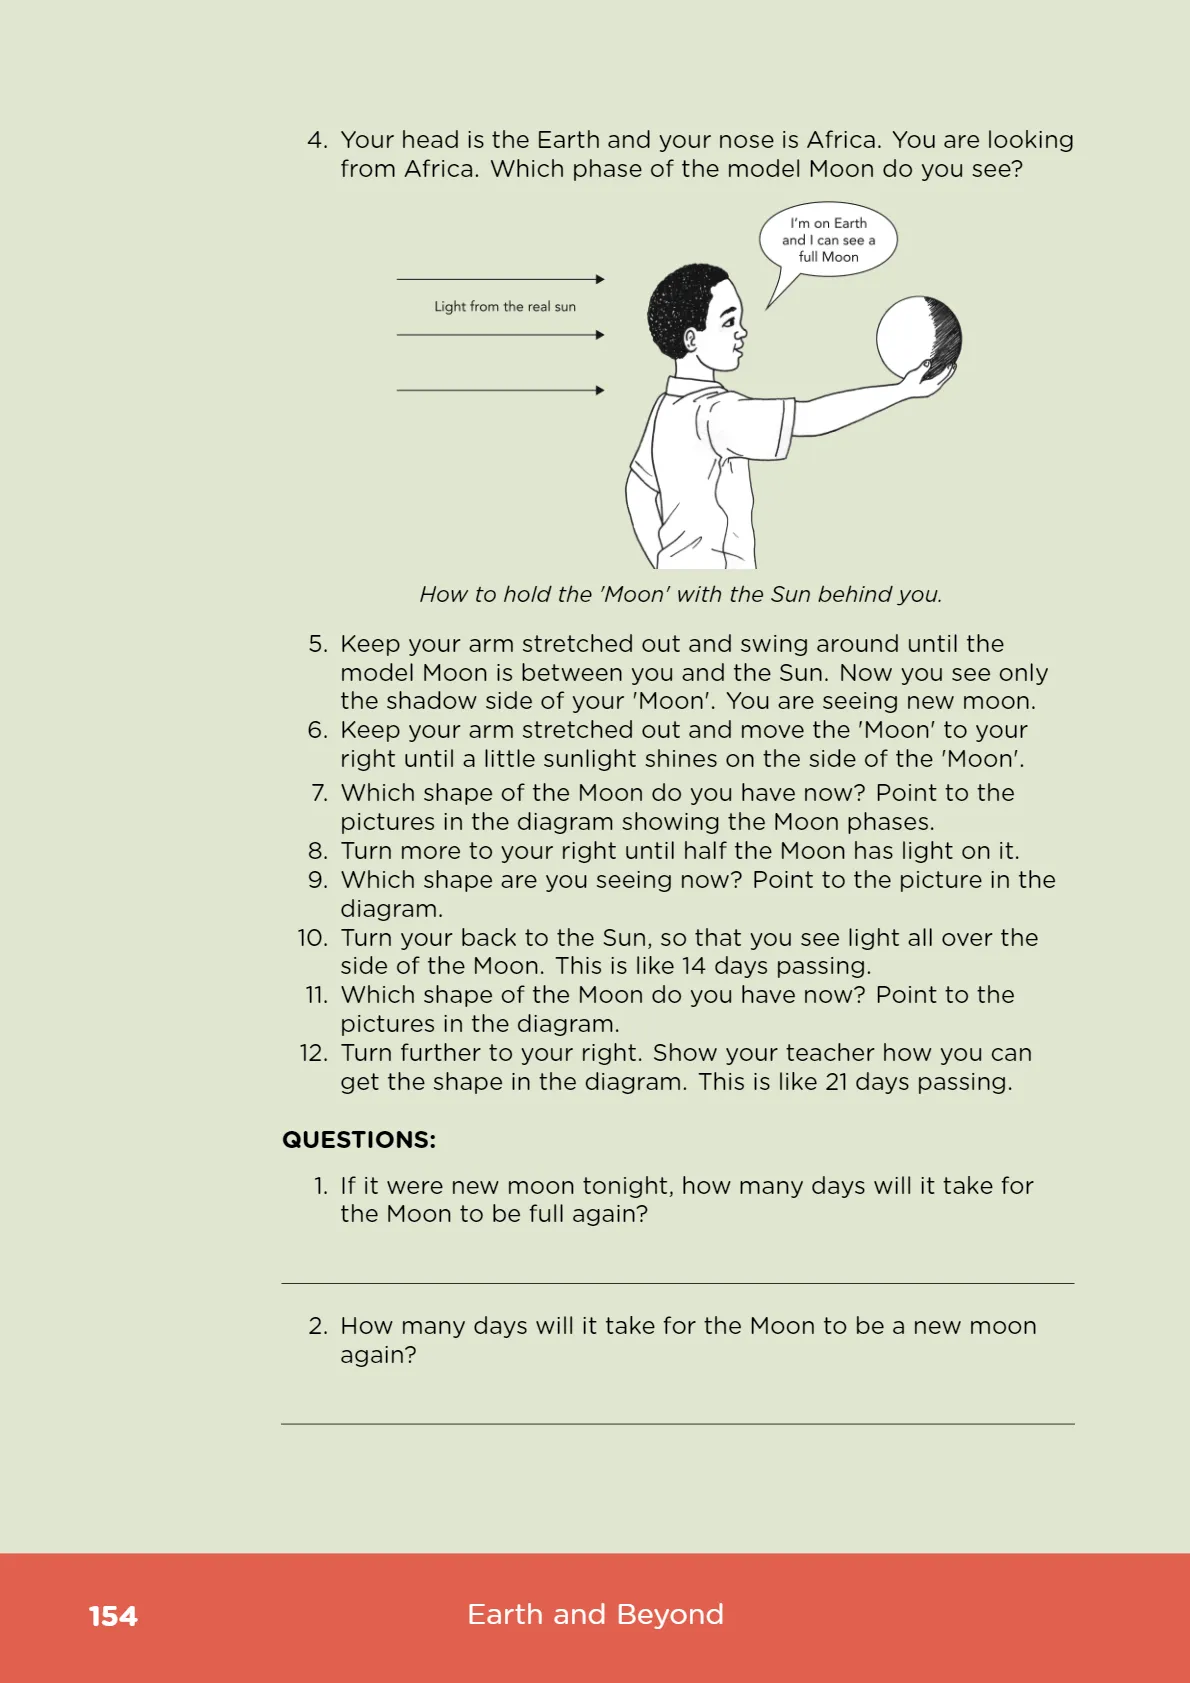 4. Your head is the Earth and your nose is Africa. You are looking
from Africa. Which phase of the model Moon do you see?
I'm on Earth
and I can see a
full Moon
Light from the real sun
How to hold the 'Moon' with the Sun behind you.
5. Keep your arm stretched out and swing around until the
model Moon is between you and the Sun. Now you see only
the shadow side of your 'Moon'. You are seeing new moon.
6. Keep your arm stretched out and move the 'Moon' to your
right until a little sunlight shines on the side of the 'Moon'.
7. Which shape of the Moon do you have now? Point to the
pictures in the diagram showing the Moon phases.
8. Turn more to your right until half the Moon has light on it.
9. Which shape are you seeing now? Point to the picture in the
diagram.
10. Turn your back to the Sun, so that you see light all over the
side of the Moon. This is like 14 days passing.
11. Which shape of the Moon do you have now? Point to the
pictures in the diagram.
12. Turn further to your right. Show your teacher how you can
get the shape in the diagram. This is like 21 days passing.
QUESTIONS:
1. If it were new moon tonight, how many days will it take for
the Moon to be full again?
2. How many days will it take for the Moon to be a new moon
again?
154 Earth and Beyond